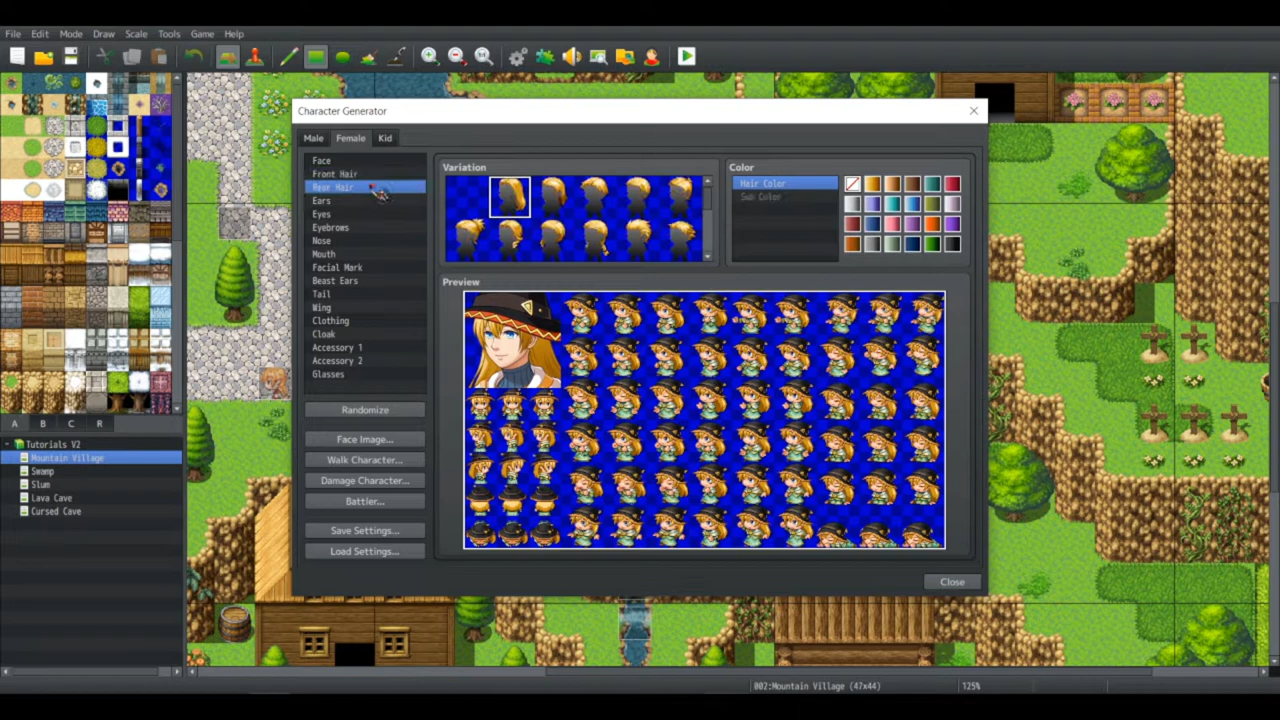 File Edit Mode Draw Scale Tools Game Help
Character Generator
Male Female Kid
Face
Front Hair
Rear Hair
Ears
Eyes
Eyebrows
Nose
Mouth
Facial Mark
Beast Ears
Tail
Wing
Clothing
Cloak
Accessory 1
Accessory 2
Glasses
Randomize
Face Image...
Walk Character...
Damage Character...
Battler...
Save Settings...
Load Settings...
Variation
Color
Hair Color
Sub Color
Preview
Close
A B C R
Tutorials V2
Mountain Village
Swamp
Slum
Lava Cave
Cursed Cave
002:Mountain Village (47x44) 125%